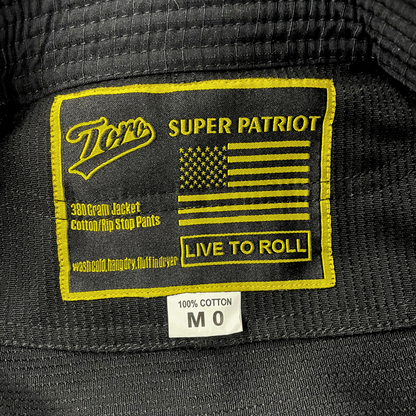 Toro
SUPER PATRIOT
380 Gram Jacket
Cotton/Rip Stop Pants
LIVE TO ROLL
wash cold, hang dry, fluff in dryer
100% COTTON
M 0